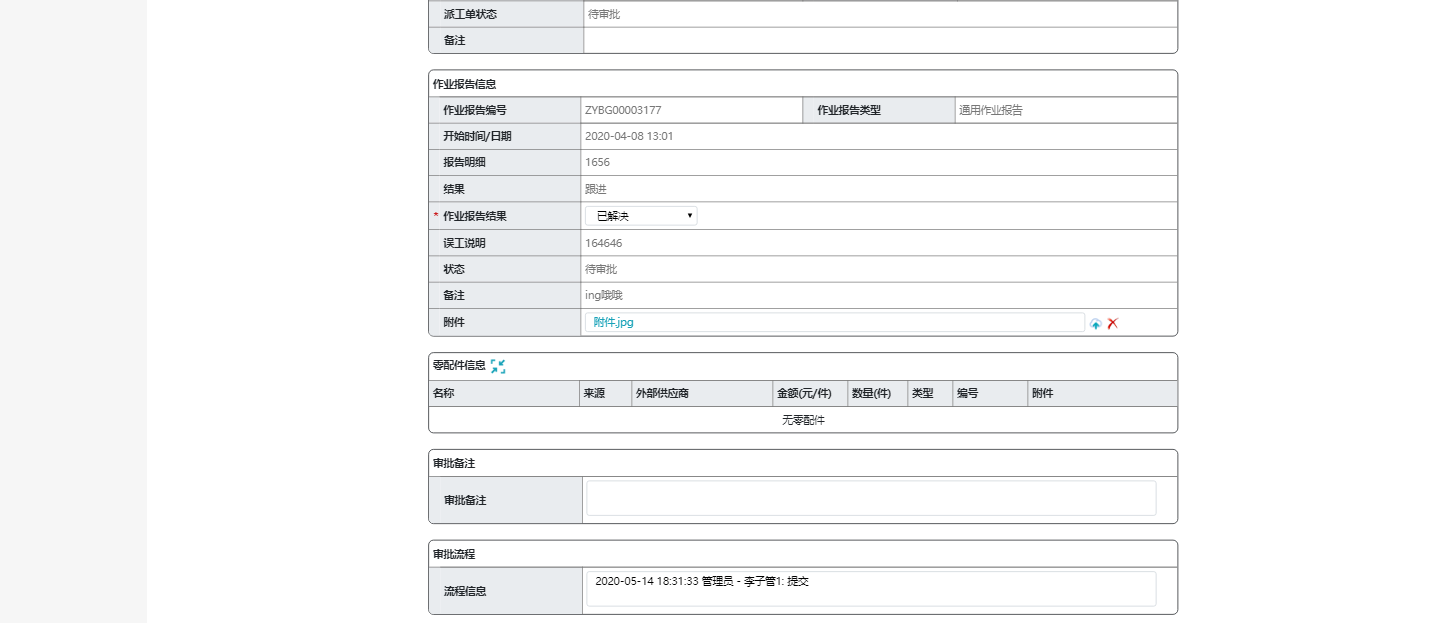 派工单状态 待审批
备注
作业报告信息
作业报告编号 ZYBG00003177 作业报告类型 通用作业报告
开始时间/日期 2020-04-08 13:01
报告明细 1656
结果 跟进
* 作业报告结果 已解决
误工说明 164646
状态 待审批
备注 ing哦哦
附件 附件.jpg
零配件信息
名称 来源 外部供应商 金额(元/件) 数量(件) 类型 编号 附件
无零配件
审批备注
审批备注
审批流程
流程信息 2020-05-14 18:31:33 管理员 - 李子管1: 提交